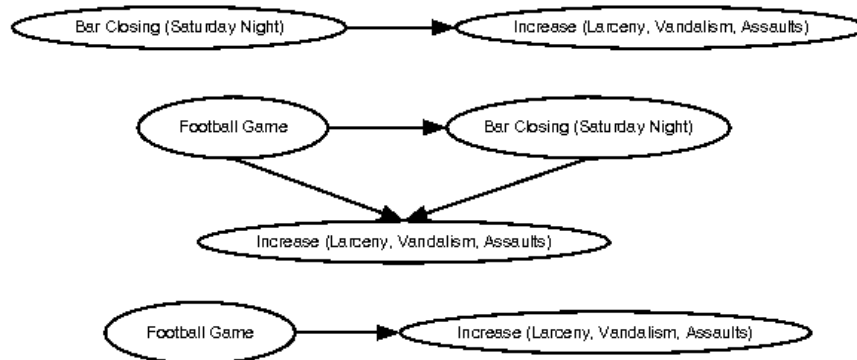 Bar Closing (Saturday Night)
Increase (Larceny, Vandalism, Assaults)
Football Game
Bar Closing (Saturday Night)
Increase (Larceny, Vandalism, Assaults)
Football Game
Increase (Larceny, Vandalism, Assaults)